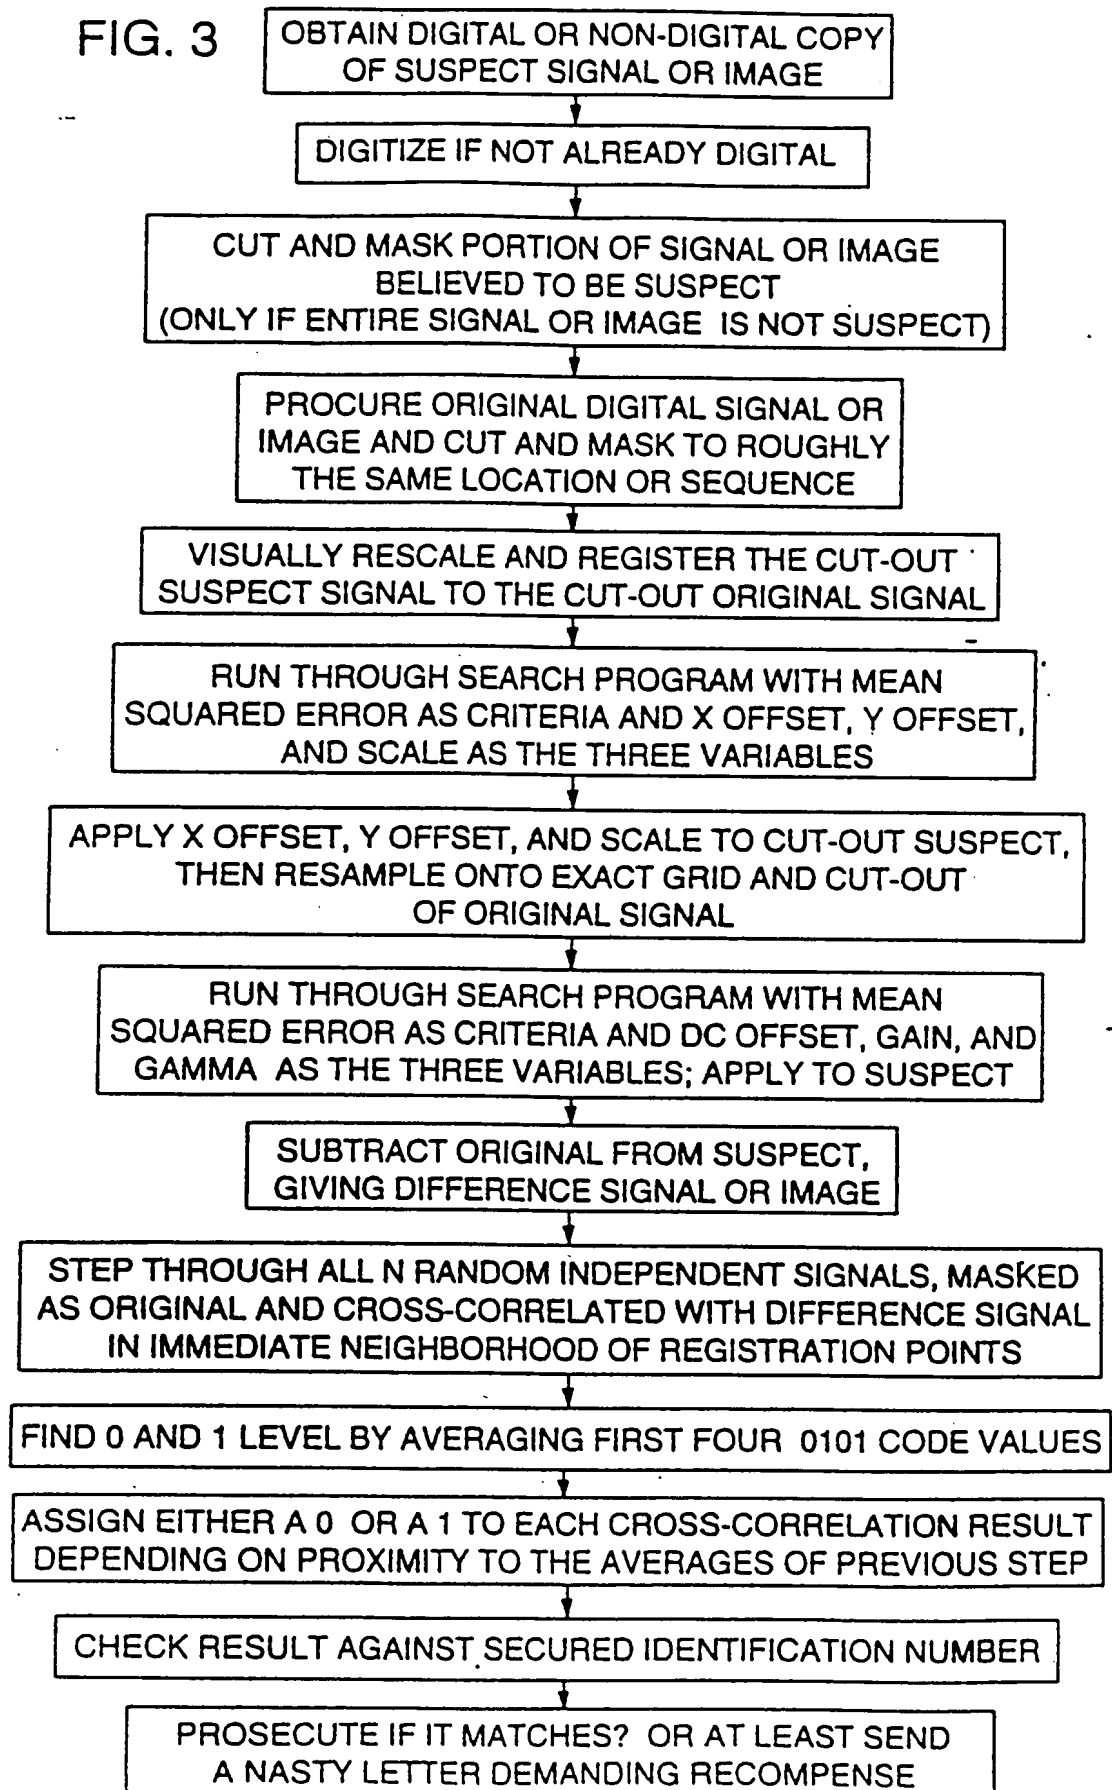 FIG. 3
OBTAIN DIGITAL OR NON-DIGITAL COPY
OF SUSPECT SIGNAL OR IMAGE
DIGITIZE IF NOT ALREADY DIGITAL
CUT AND MASK PORTION OF SIGNAL OR IMAGE
BELIEVED TO BE SUSPECT
(ONLY IF ENTIRE SIGNAL OR IMAGE IS NOT SUSPECT)
PROCURE ORIGINAL DIGITAL SIGNAL OR
IMAGE AND CUT AND MASK TO ROUGHLY
THE SAME LOCATION OR SEQUENCE
VISUALLY RESCALE AND REGISTER THE CUT-OUT
SUSPECT SIGNAL TO THE CUT-OUT ORIGINAL SIGNAL
RUN THROUGH SEARCH PROGRAM WITH MEAN
SQUARED ERROR AS CRITERIA AND X OFFSET, Y OFFSET,
AND SCALE AS THE THREE VARIABLES
APPLY X OFFSET, Y OFFSET, AND SCALE TO CUT-OUT SUSPECT,
THEN RESAMPLE ONTO EXACT GRID AND CUT-OUT
OF ORIGINAL SIGNAL
RUN THROUGH SEARCH PROGRAM WITH MEAN
SQUARED ERROR AS CRITERIA AND DC OFFSET, GAIN, AND
GAMMA AS THE THREE VARIABLES; APPLY TO SUSPECT
SUBTRACT ORIGINAL FROM SUSPECT,
GIVING DIFFERENCE SIGNAL OR IMAGE
STEP THROUGH ALL N RANDOM INDEPENDENT SIGNALS, MASKED
AS ORIGINAL AND CROSS-CORRELATED WITH DIFFERENCE SIGNAL
IN IMMEDIATE NEIGHBORHOOD OF REGISTRATION POINTS
FIND 0 AND 1 LEVEL BY AVERAGING FIRST FOUR 0101 CODE VALUES
ASSIGN EITHER A 0 OR A 1 TO EACH CROSS-CORRELATION RESULT
DEPENDING ON PROXIMITY TO THE AVERAGES OF PREVIOUS STEP
CHECK RESULT AGAINST SECURED IDENTIFICATION NUMBER
PROSECUTE IF IT MATCHES? OR AT LEAST SEND
A NASTY LETTER DEMANDING RECOMPENSE